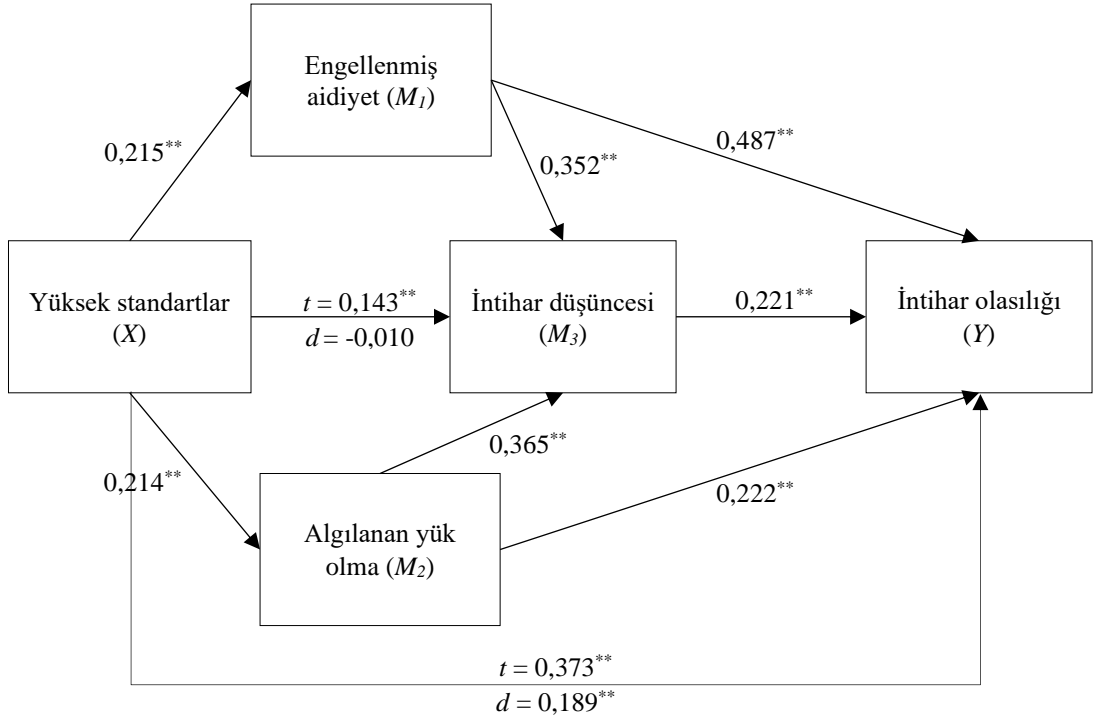 Engellenmiş
aidiyet (M1)
0,215**
0,352**
0,487**
Yüksek standartlar
(X)
t = 0,143**
d = -0,010
İntihar düşüncesi
(M3)
0,221**
İntihar olasılığı
(Y)
0,214**
0,365**
0,222**
Algılanan yük
olma (M2)
t = 0,373**
d = 0,189**